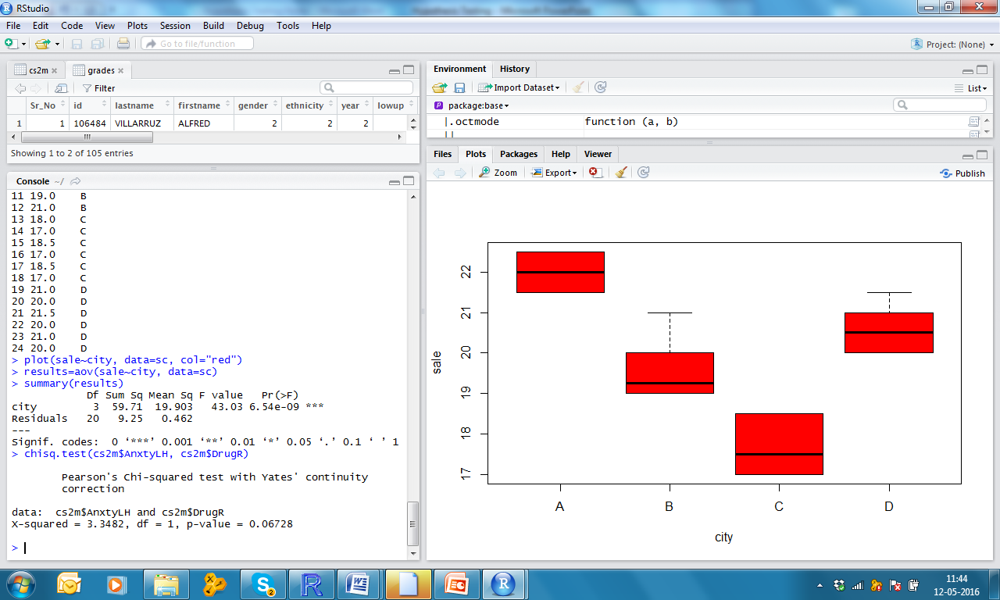 RStudio
File Edit Code View Plots Session Build Debug Tools Help
Go to file/function
Project: (None)
cs2m grades
Filter
Sr_No id lastname firstname gender ethnicity year lowup
1 1 106484 VILLARRUZ ALFRED 2 2 2
Showing 1 to 2 of 105 entries
Console ~/
11 19.0 B
12 21.0 B
13 18.0 C
14 17.0 C
15 18.5 C
16 17.0 C
17 18.5 C
18 17.0 C
19 21.0 D
20 20.0 D
21 21.5 D
22 20.0 D
23 21.0 D
24 20.0 D
> plot(sale~city, data=sc, col="red")
> results=aov(sale~city, data=sc)
> summary(results)
Df Sum Sq Mean Sq F value Pr(>F)
city 3 59.71 19.903 43.03 6.54e-09 ***
Residuals 20 9.25 0.462
---
Signif. codes: 0 ‘***’ 0.001 ‘**’ 0.01 ‘*’ 0.05 ‘.’ 0.1 ‘ ’ 1
> chisq.test(cs2m$AnxtyLH, cs2m$DrugR)
Pearson's Chi-squared test with Yates' continuity
correction
data: cs2m$AnxtyLH and cs2m$DrugR
X-squared = 3.3482, df = 1, p-value = 0.06728
>
Environment History
Import Dataset
List
package:base
|.octmode function (a, b)
||
Files Plots Packages Help Viewer
Zoom Export Publish
22
21
20
19
18
17
sale
A B C D
city
11:44
12-05-2016